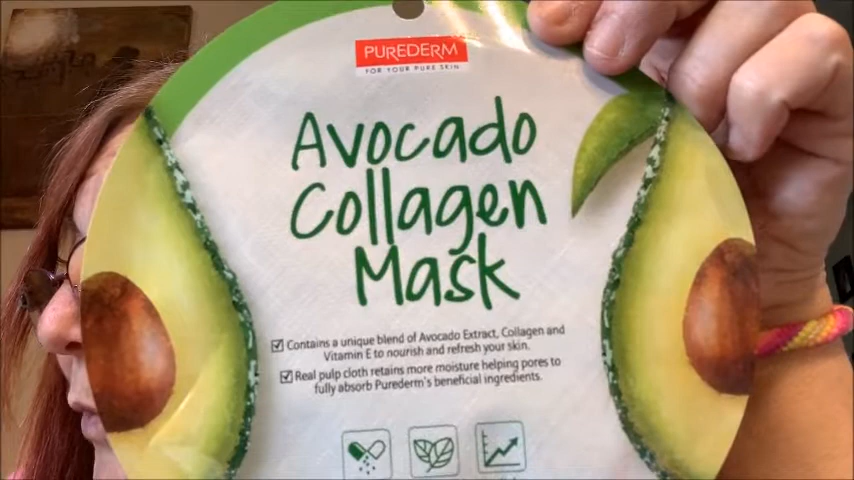 PUREDERM
FOR YOUR PURE SKIN
Avocado
Collagen
Mask
Contains a unique blend of Avocado Extract, Collagen and
Vitamin E to nourish and refresh your skin.
Real pulp cloth retains more moisture helping pores to
fully absorb Purederm's beneficial ingredients.